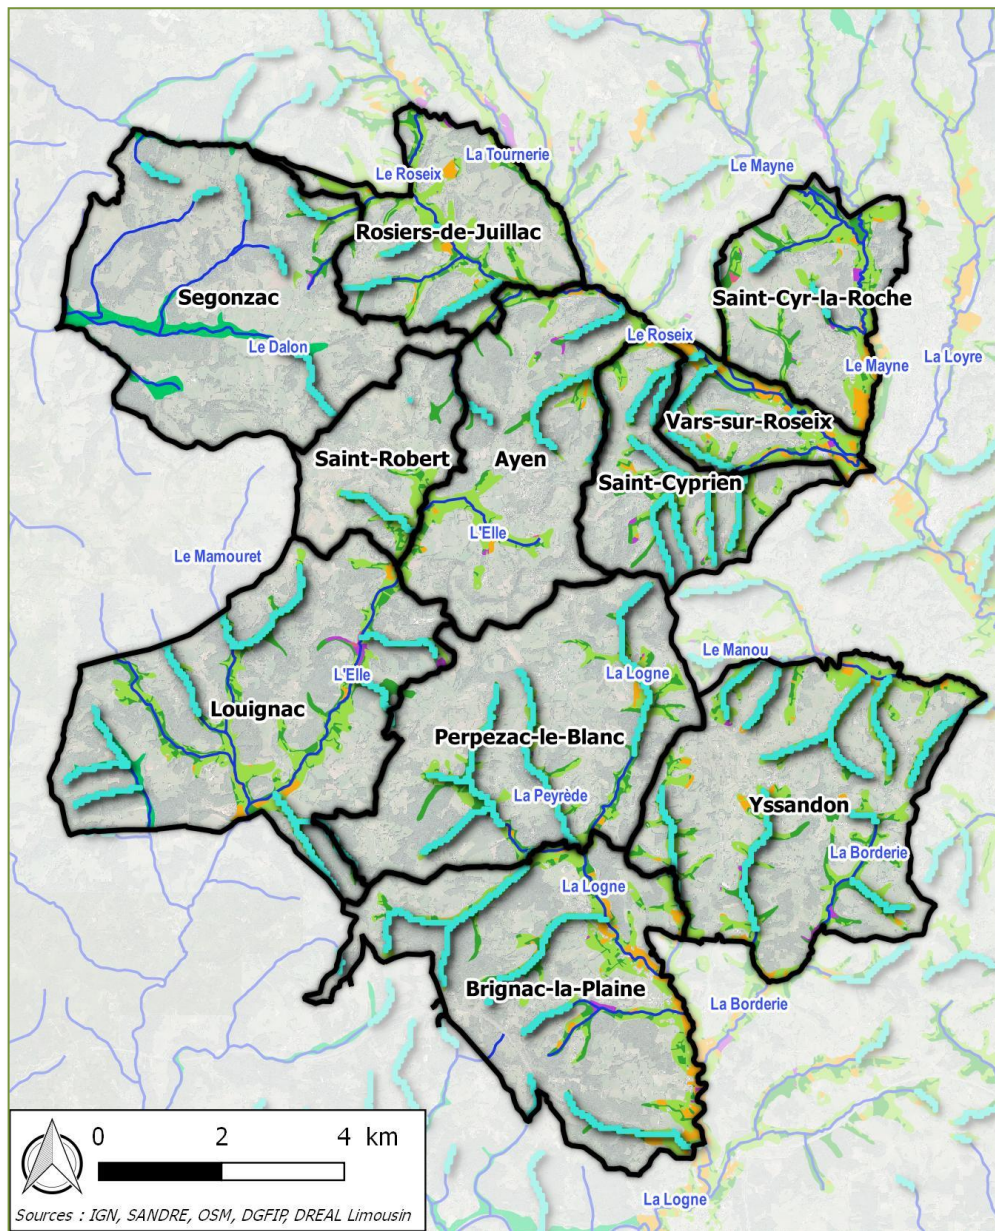 La Tournerie
Le Mayne
Le Roseix
Rosiers-de-Juillac
Segonzac
Saint-Cyr-la-Roche
Le Roseix
Le Dalon
Le Mayne
La Loyre
Vars-sur-Roseix
Saint-Robert
Ayen
Saint-Cyprien
L'Elle
Le Mamouret
Le Manou
L'Elle
La Logne
Louignac
Perpezac-le-Blanc
La Peyrède
Yssandon
La Borderie
La Logne
Brignac-la-Plaine
La Borderie
0 2 4 km
La Logne
Sources : IGN, SANDRE, OSM, DGFIP, DREAL Limousin